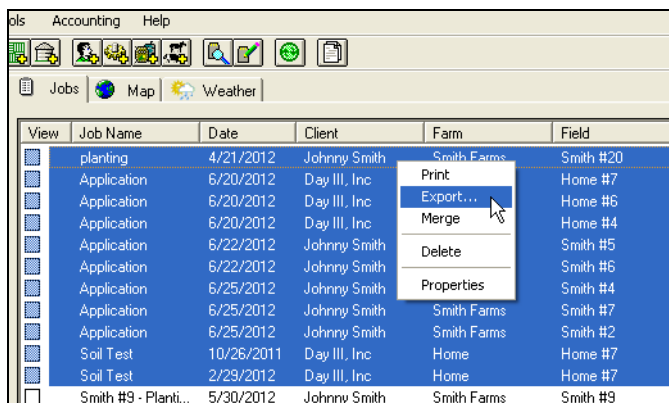 ols Accounting Help
Jobs Map Weather
View Job Name Date Client Farm Field
planting 4/21/2012 Johnny Smith Smith Farms Smith #20
Application 6/20/2012 Day III, Inc Home #7
Application 6/20/2012 Day III, Inc Home #6
Application 6/20/2012 Day III, Inc Home #4
Application 6/22/2012 Johnny Smith Smith #5
Application 6/22/2012 Johnny Smith Smith #6
Application 6/25/2012 Johnny Smith Smith #4
Application 6/25/2012 Johnny Smith Smith Farms Smith #7
Application 6/25/2012 Johnny Smith Smith Farms Smith #2
Soil Test 10/26/2011 Day III, Inc Home Home #7
Soil Test 2/29/2012 Day III, Inc Home Home #7
Smith #9 - Planti... 5/30/2012 Johnny Smith Smith Farms Smith #9
Print
Export...
Merge
Delete
Properties